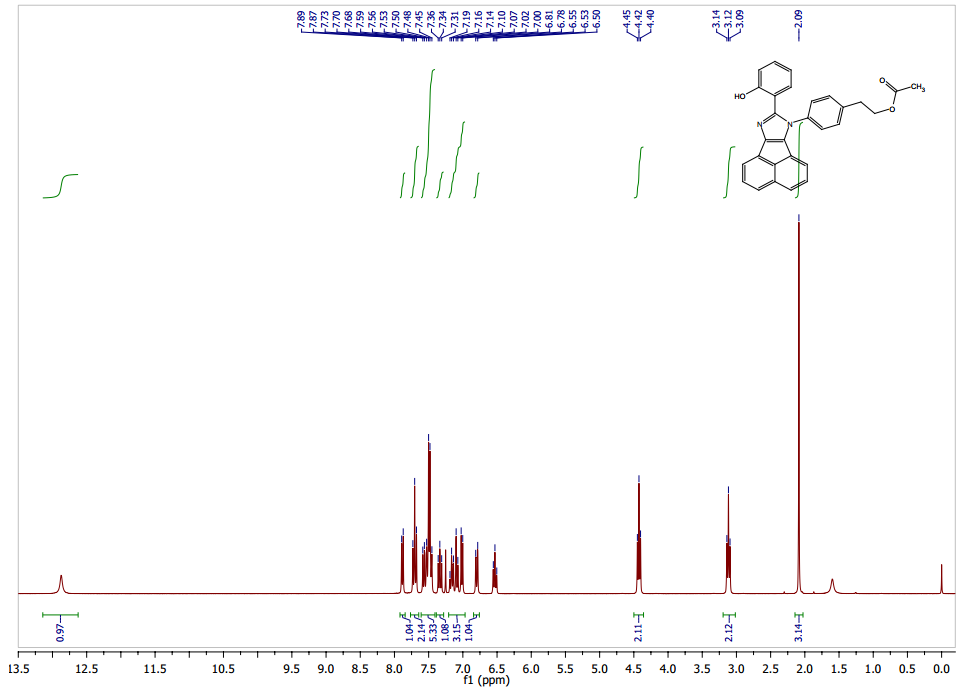 7.89 7.87 7.73 7.70 7.68 7.59 7.56 7.53 7.50 7.48 7.45 7.36 7.34 7.31 7.19 7.16 7.14 7.10 7.07 7.02 7.00 6.81 6.78 6.55 6.53 6.50 4.45 4.42 4.40 3.14 3.12 3.09 2.09
O
CH₃
HO
O
N N
0.97 1.04 2.14 5.33 1.08 3.15 1.04 2.11 2.12 3.14
13.5 12.5 11.5 10.5 9.5 9.0 8.5 8.0 7.5 7.0 6.5 6.0 5.5 5.0 4.5 4.0 3.5 3.0 2.5 2.0 1.5 1.0 0.5 0.0
f1 (ppm)